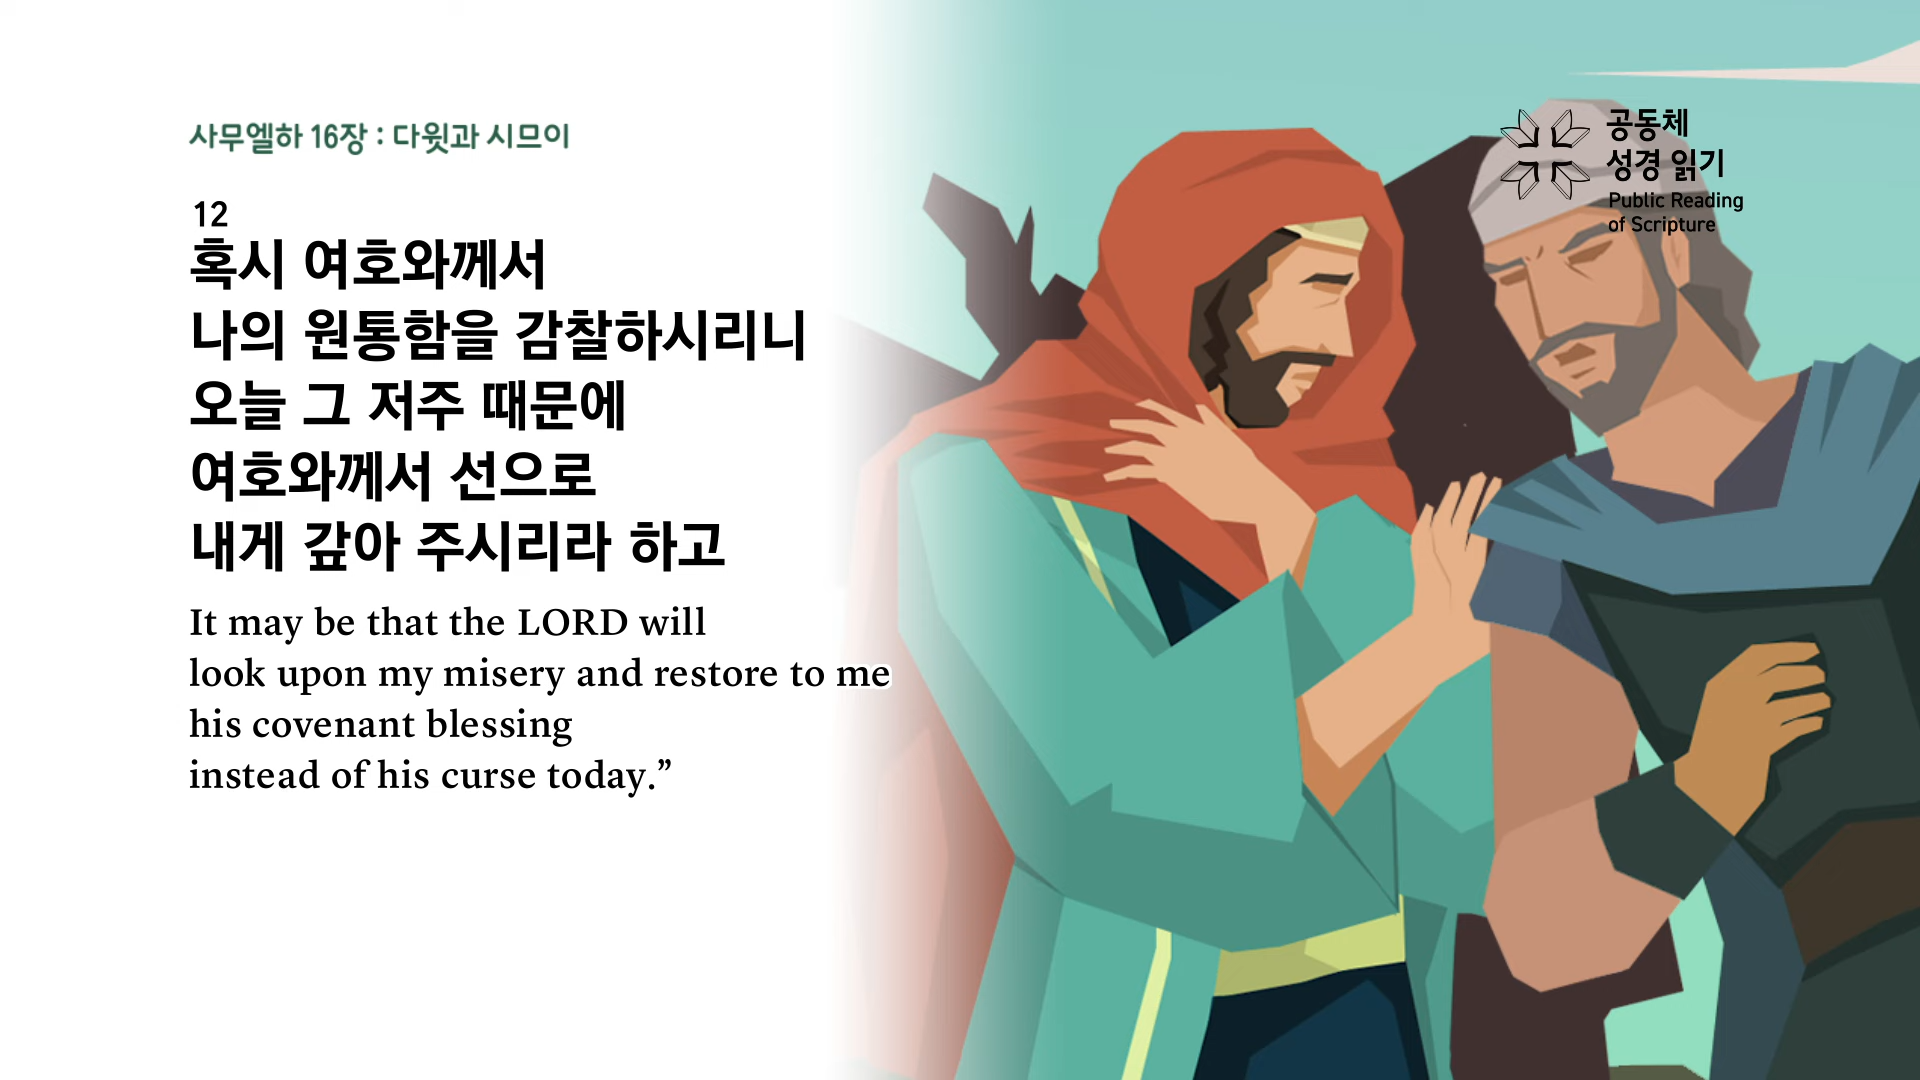 사무엘하 16장 : 다윗과 시므이
공동체
성경 읽기
Public Reading
of Scripture
12
혹시 여호와께서
나의 원통함을 감찰하시리니
오늘 그 저주 때문에
여호와께서 선으로
내게 갚아 주시리라 하고
It may be that the LORD will
look upon my misery and restore to me
his covenant blessing
instead of his curse today.”